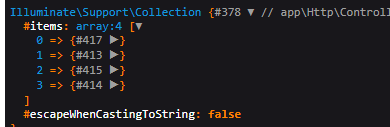 Illuminate\Support\Collection {#378 ▼ // app\Http\Controll
#items: array:4 [▼
0 => {#417 ▶}
1 => {#413 ▶}
2 => {#415 ▶}
3 => {#414 ▶}
]
#escapeWhenCastingToString: false
}